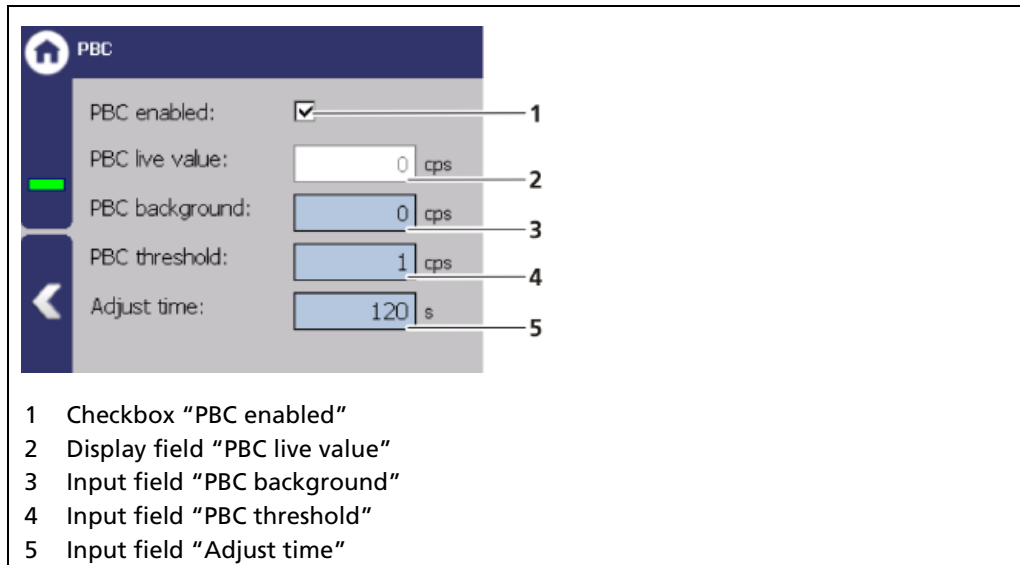 PBC
PBC enabled: 1
PBC live value: 0 cps 2
PBC background: 0 cps 3
PBC threshold: 1 cps 4
Adjust time: 120 s 5
1 Checkbox “PBC enabled”
2 Display field “PBC live value”
3 Input field “PBC background”
4 Input field “PBC threshold”
5 Input field “Adjust time”